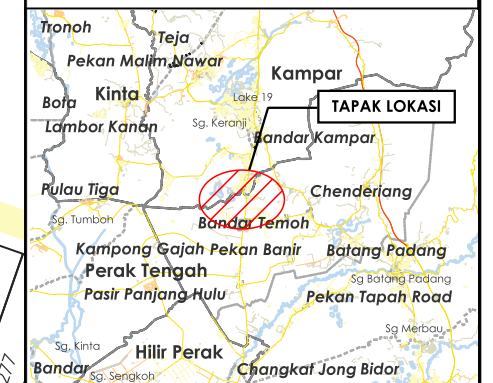 Tronoh
Teja
Pekan Malim Nawar
Kampar
Kinta
Lake 19
Bota
TAPAK LOKASI
Lambor Kanan
Sg. Keranji
Bandar Kampar
Pulau Tiga
Chenderiang
Sg. Tumboh
Bandar Temoh
Kampong Gajah Pekan Banir
Batang Padang
Perak Tengah
Sg Batang Padang
Pasir Panjang Hulu
Pekan Tapah Road
Sg Merbau
Sg. Kinta
Hilir Perak
Bandar
Sg. Sengkoh
Changkat Jong Bidor
277